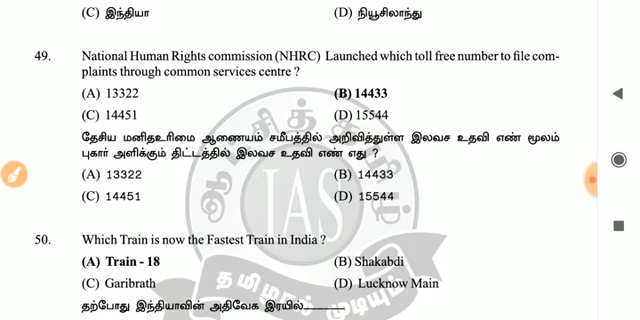 (C) இந்தியா (D) நியூசிலாந்து
49. National Human Rights commission (NHRC) Launched which toll free number to file com-
plaints through common services centre ?
(A) 13322 (B) 14433
(C) 14451 (D) 15544
தேசிய மனிதஉரிமை ஆணையம் சமீபத்தில் அறிவித்துள்ள இலவச உதவி எண் மூலம்
புகார் அளிக்கும் திட்டத்தில் இலவச உதவி எண் எது ?
(A) 13322 (B) 14433
(C) 14451 (D) 15544
IAS
50. Which Train is now the Fastest Train in India ?
(A) Train - 18 (B) Shakabdi
(C) Garibrath (D) Lucknow Main
தற்போது இந்தியாவின் அதிவேக இரயில்